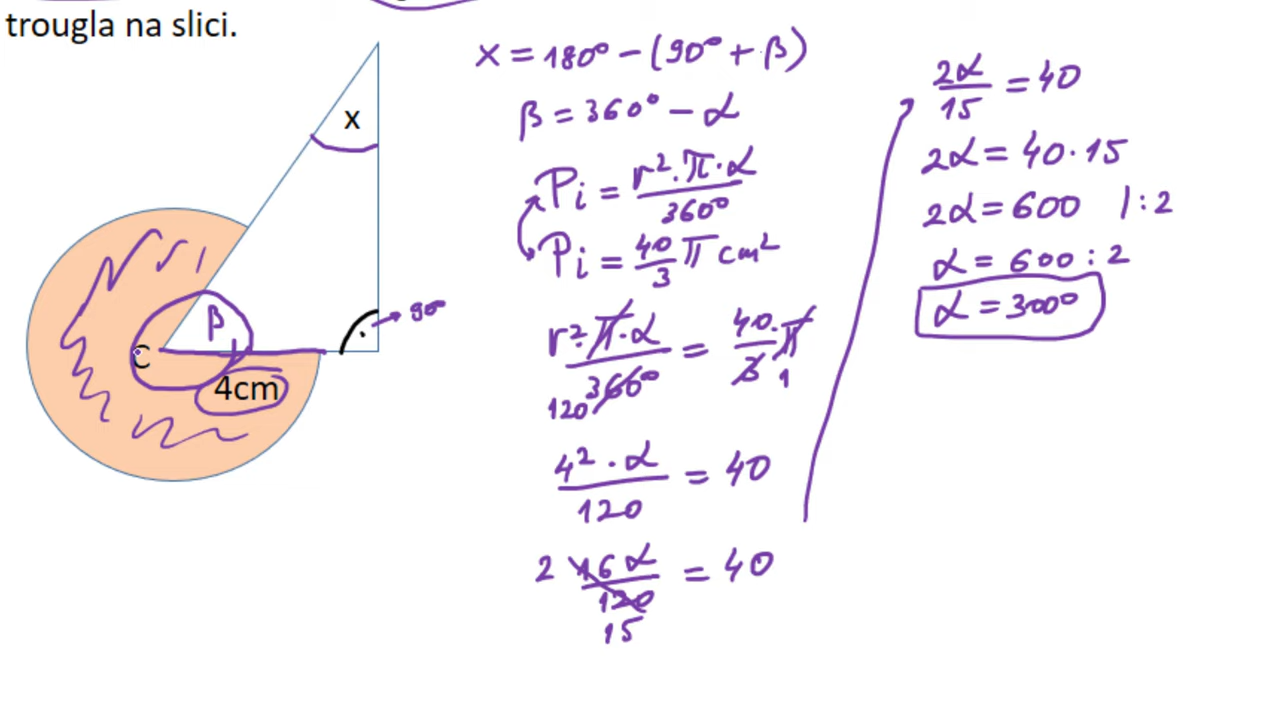 trougla na slici.
x
β
C
4cm
90°
x = 180° - (90° + β)
β = 360° - α
Pi = r². π · α / 360°
Pi = 40/3 π cm²
r² · π · α / 360° = 40 · π / 3
120 1
4² · α / 120 = 40
2 16 α / 120 = 40
15
2α / 15 = 40
2α = 40 · 15
2α = 600 / : 2
α = 600 : 2
α = 300°